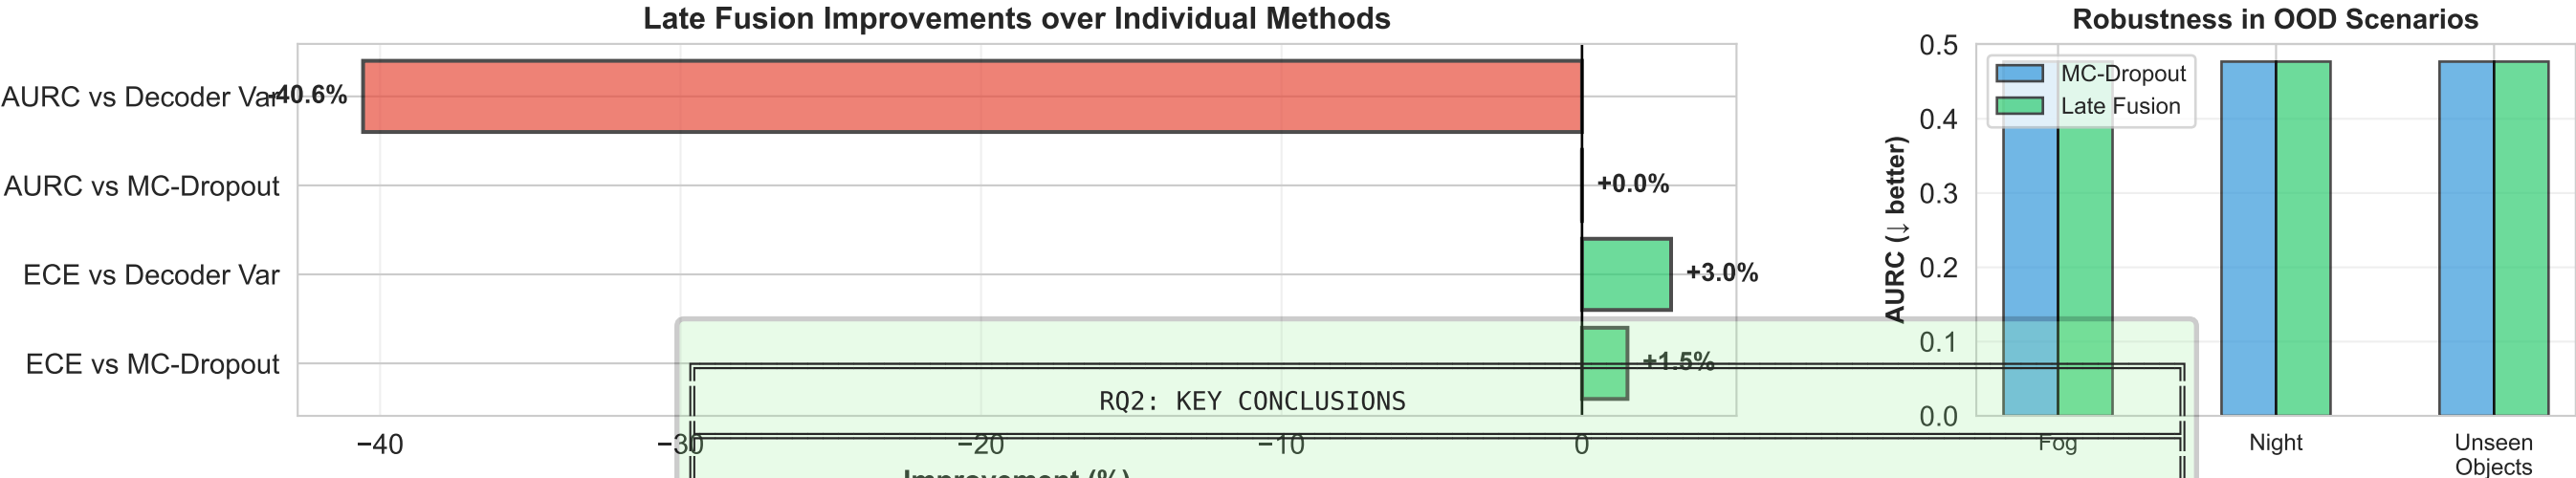 Late Fusion Improvements over Individual Methods
AURC vs Decoder Var
-40.6%
AURC vs MC-Dropout
+0.0%
ECE vs Decoder Var
+3.0%
ECE vs MC-Dropout
+1.5%
−40
−30
−20
−10
0
Improvement (%)
RQ2: KEY CONCLUSIONS
Robustness in OOD Scenarios
AURC (↓ better)
0.5
0.4
0.3
0.2
0.1
0.0
MC-Dropout
Late Fusion
Fog
Night
Unseen
Objects